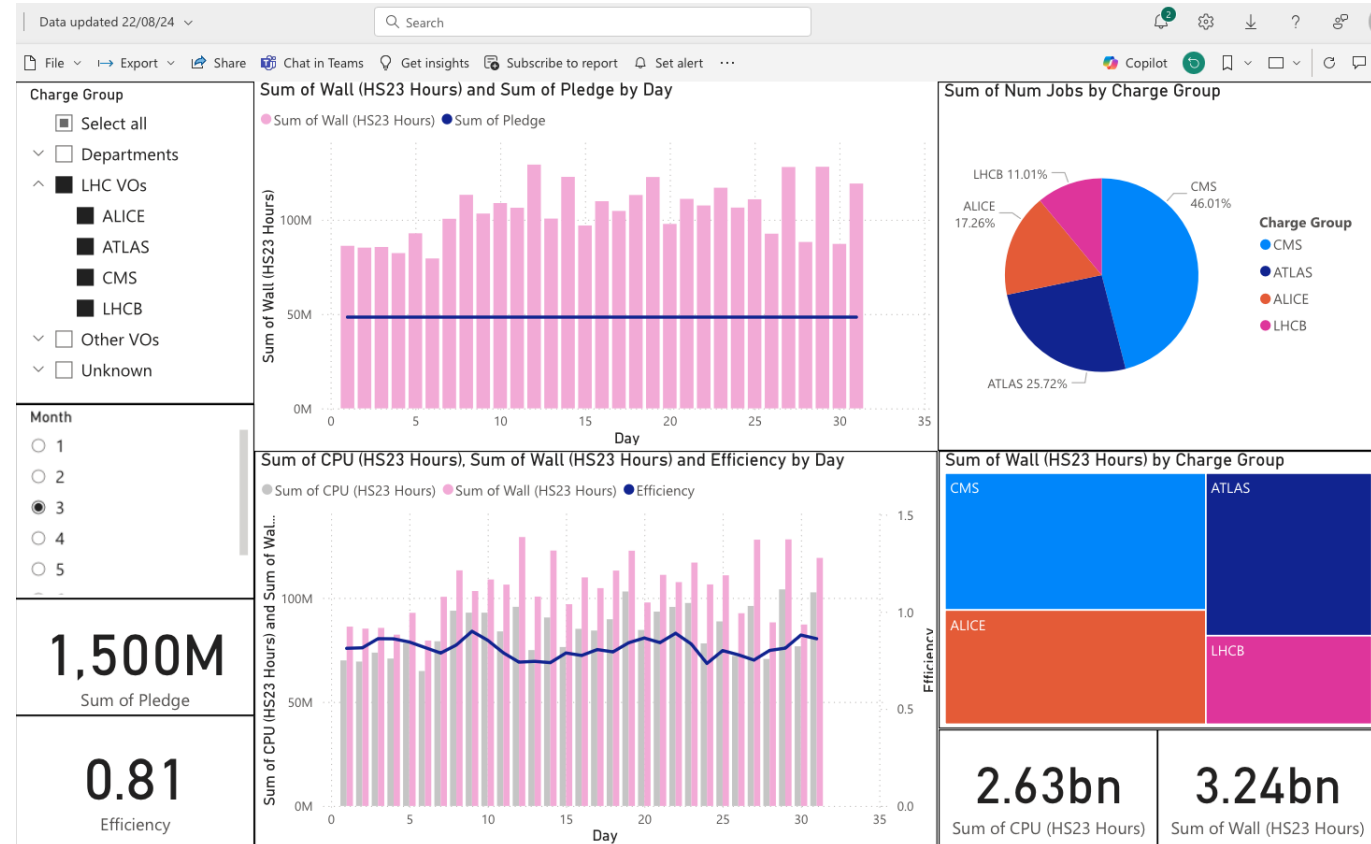 Data updated 22/08/24
Search
2
?
File
Export
Share
Chat in Teams
Get insights
Subscribe to report
Set alert
...
Copilot
Charge Group
Select all
Departments
LHC VOs
ALICE
ATLAS
CMS
LHCB
Other VOs
Unknown
Month
1
2
3
4
5
1,500M
Sum of Pledge
0.81
Efficiency
Sum of Wall (HS23 Hours) and Sum of Pledge by Day
Sum of Wall (HS23 Hours) Sum of Pledge
Sum of Wall (HS23 Hours)
100M
50M
0M
0 5 10 15 20 25 30 35
Day
Sum of CPU (HS23 Hours), Sum of Wall (HS23 Hours) and Efficiency by Day
Sum of CPU (HS23 Hours) Sum of Wall (HS23 Hours) Efficiency
Sum of CPU (HS23 Hours) and Sum of Wal...
100M
50M
0M
1.5
1.0
0.5
0.0
Efficiency
0 5 10 15 20 25 30 35
Day
Sum of Num Jobs by Charge Group
LHCB 11.01%
CMS
46.01%
ALICE
17.26%
ATLAS 25.72%
Charge Group
CMS
ATLAS
ALICE
LHCB
Sum of Wall (HS23 Hours) by Charge Group
CMS
ATLAS
ALICE
LHCB
2.63bn
Sum of CPU (HS23 Hours)
3.24bn
Sum of Wall (HS23 Hours)